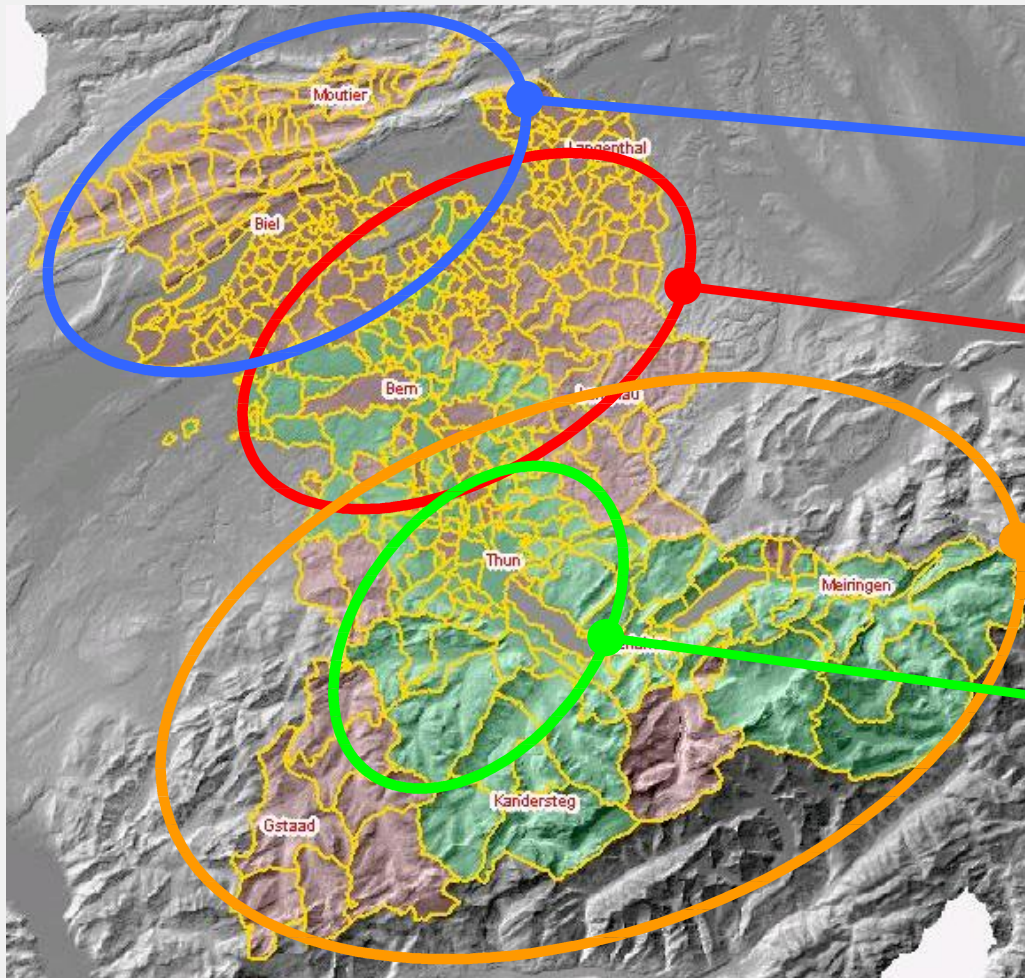 Moutier
Langenthal
Biel
Bern
Thun
Meiringen
Kandersteg
Gstaad